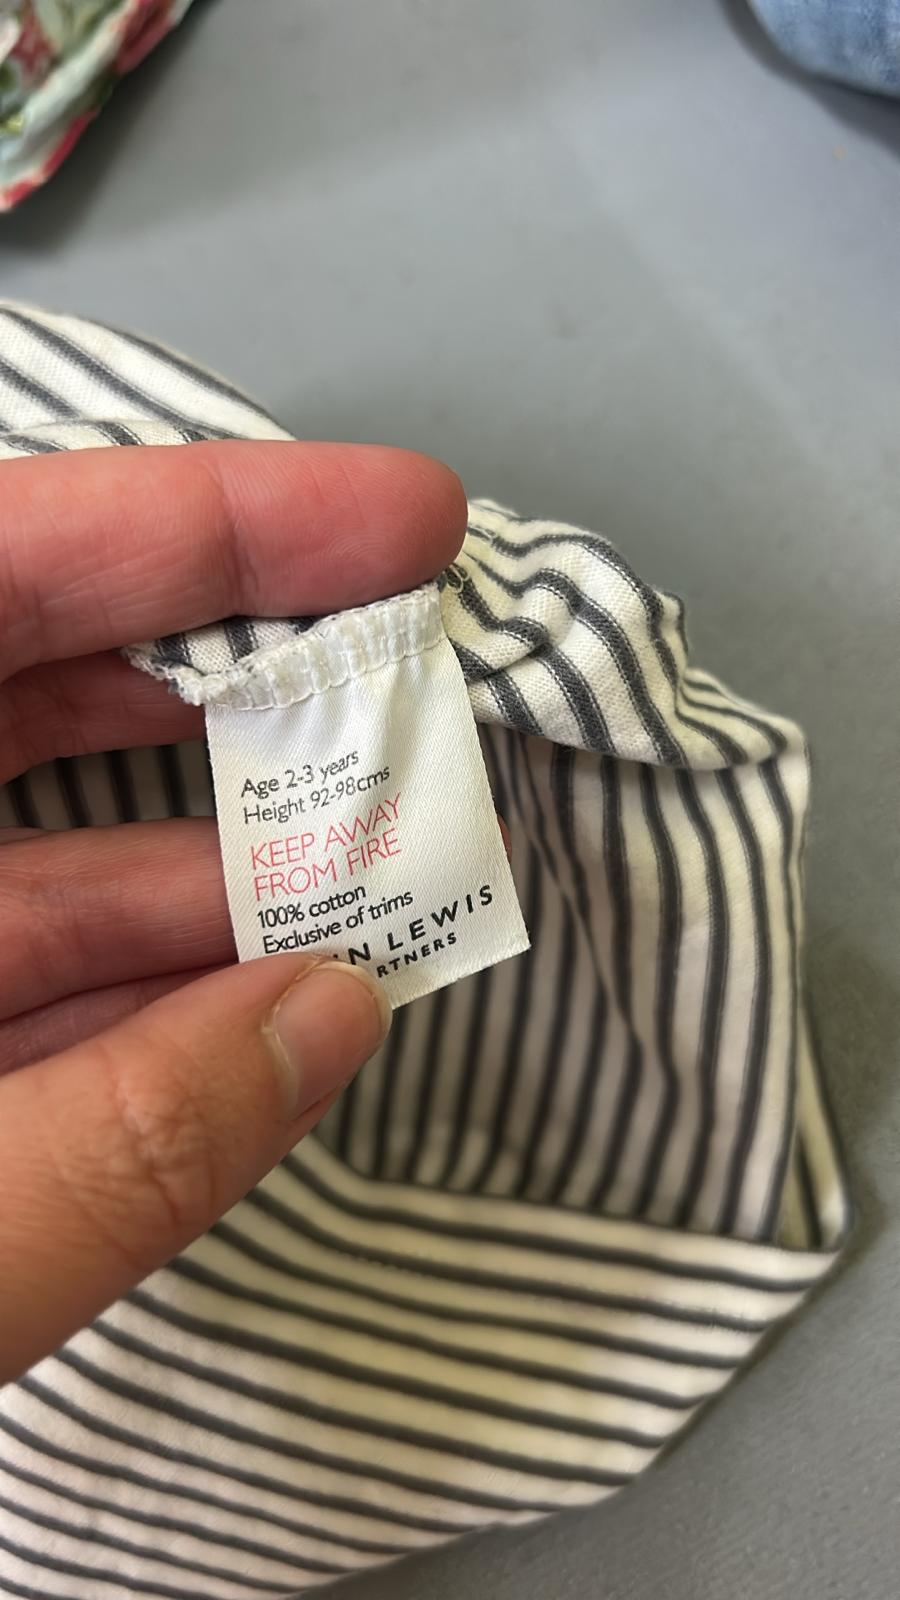 Age 2-3 years
Height 92-98cms
KEEP AWAY
FROM FIRE
100% cotton
Exclusive of trims
N LEWIS
RTNERS